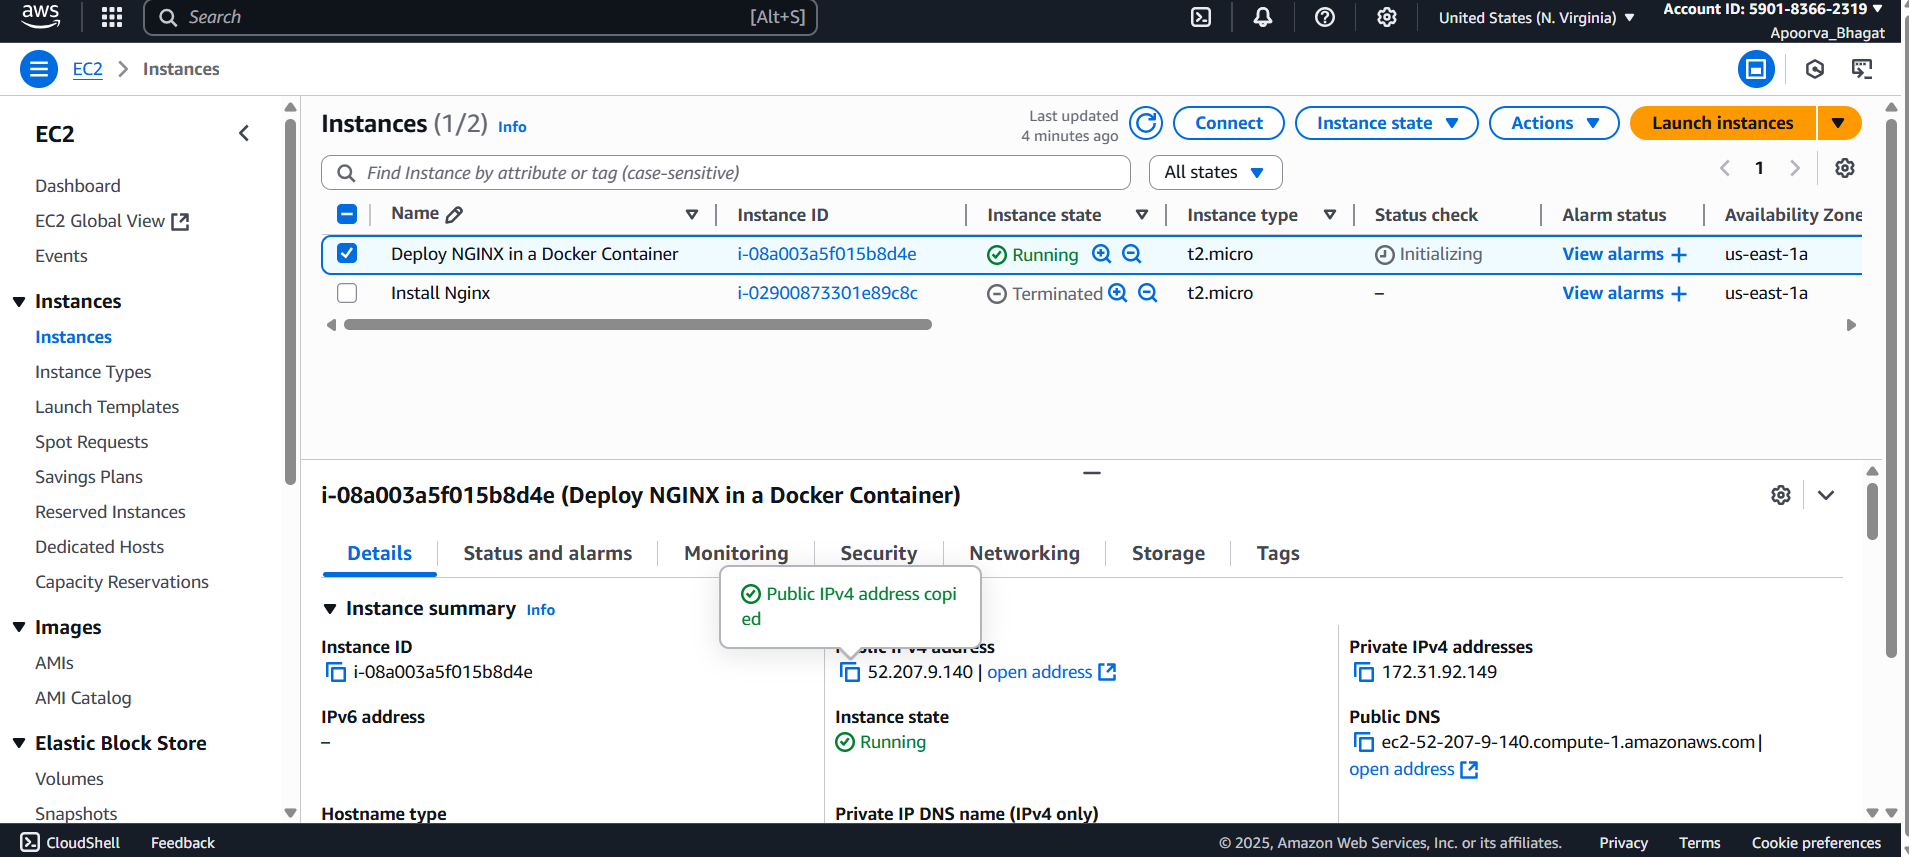 aws
Search [Alt+S]
United States (N. Virginia)
Account ID: 5901-8366-2319
Apoorva_Bhagat
EC2 Instances
EC2
Dashboard
EC2 Global View
Events
Instances
Instances
Instance Types
Launch Templates
Spot Requests
Savings Plans
Reserved Instances
Dedicated Hosts
Capacity Reservations
Images
AMIs
AMI Catalog
Elastic Block Store
Volumes
Snapshots
Instances (1/2) Info
Last updated
4 minutes ago
Connect
Instance state
Actions
Launch instances
Find Instance by attribute or tag (case-sensitive)
All states
1
Name Instance ID Instance state Instance type Status check Alarm status Availability Zone
Deploy NGINX in a Docker Container i-08a003a5f015b8d4e Running t2.micro Initializing View alarms + us-east-1a
Install Nginx i-02900873301e89c8c Terminated t2.micro – View alarms + us-east-1a
i-08a003a5f015b8d4e (Deploy NGINX in a Docker Container)
Details Status and alarms Monitoring Security Networking Storage Tags
Public IPv4 address copi
ed
Instance summary Info
Instance ID
i-08a003a5f015b8d4e
Public IPv4 address
52.207.9.140 | open address
Private IPv4 addresses
172.31.92.149
IPv6 address
–
Instance state
Running
Public DNS
ec2-52-207-9-140.compute-1.amazonaws.com |
open address
Hostname type
Private IP DNS name (IPv4 only)
CloudShell Feedback
© 2025, Amazon Web Services, Inc. or its affiliates. Privacy Terms Cookie preferences